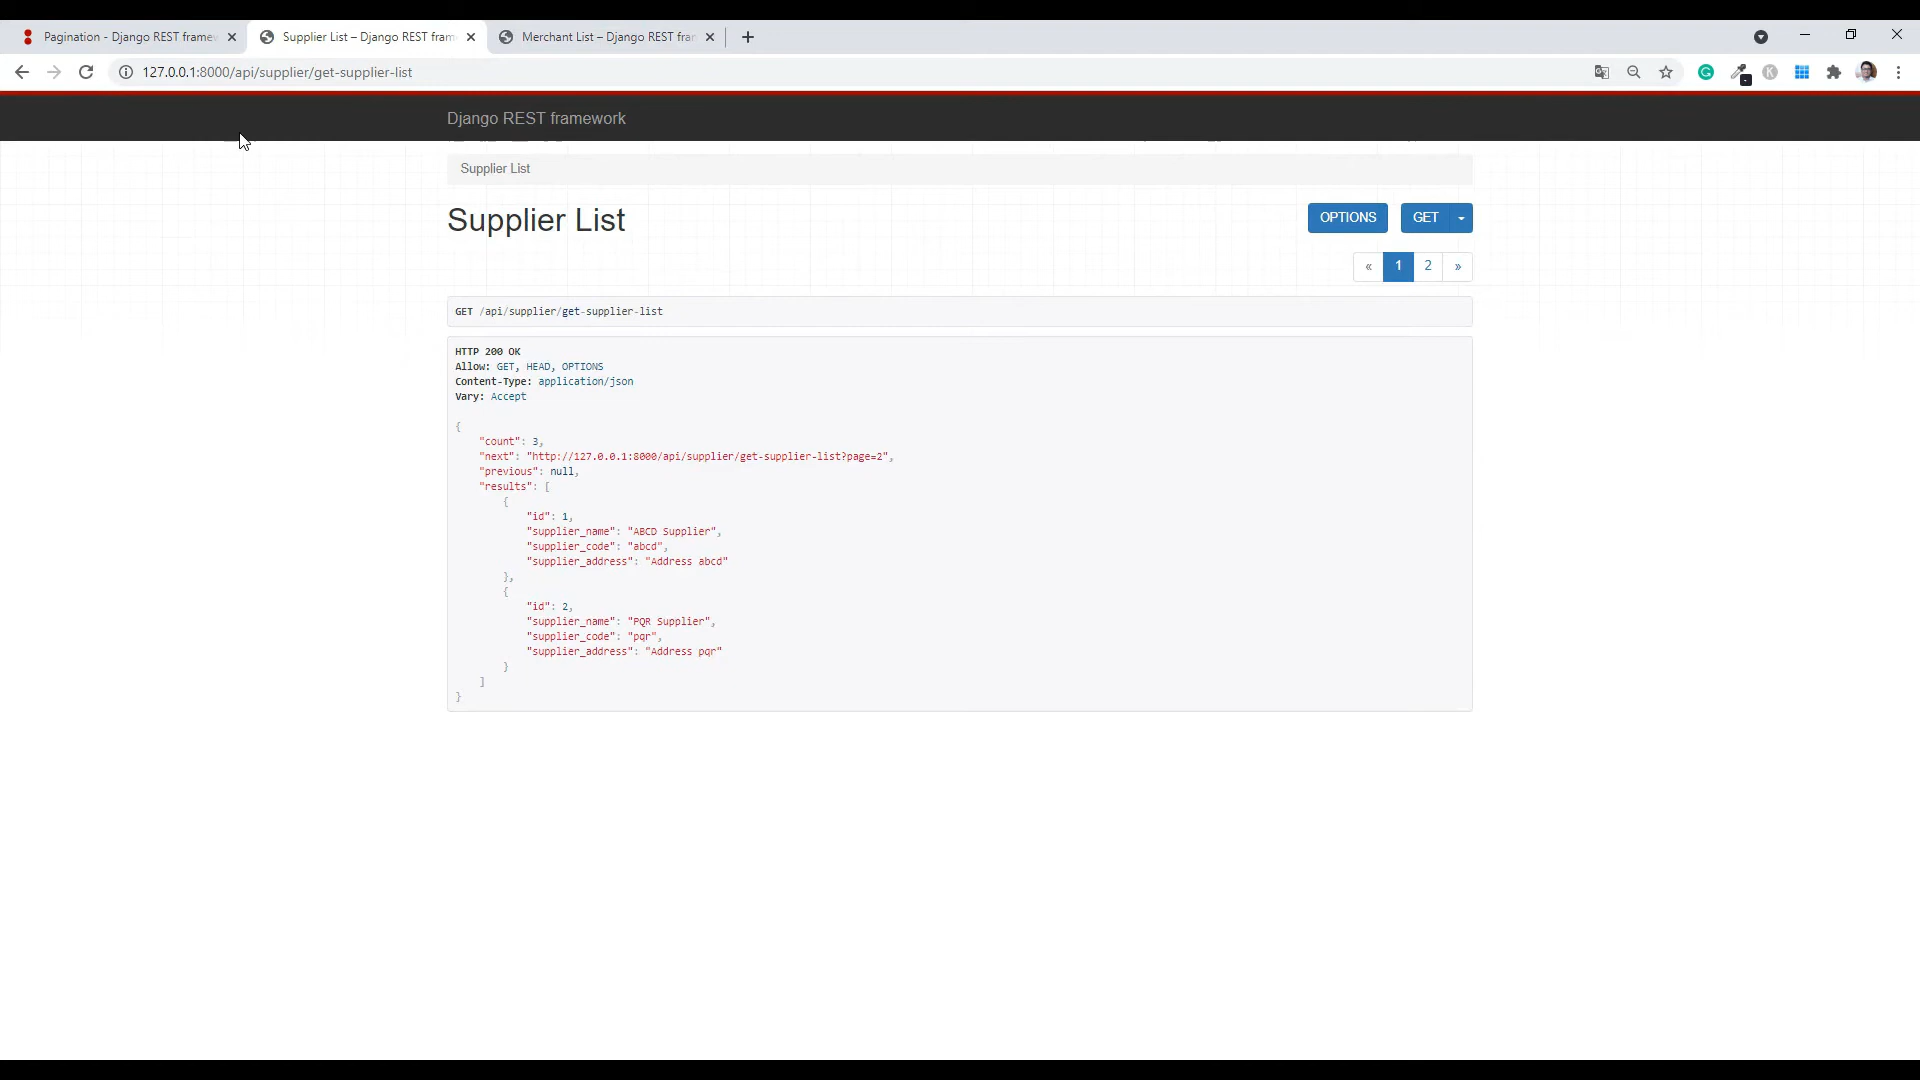 Pagination - Django REST framew
Supplier List – Django REST fram
Merchant List – Django REST fra
127.0.0.1:8000/api/supplier/get-supplier-list
Django REST framework
Supplier List
Supplier List
OPTIONS
GET
« 1 2 »
GET /api/supplier/get-supplier-list
HTTP 200 OK
Allow: GET, HEAD, OPTIONS
Content-Type: application/json
Vary: Accept
{
"count": 3,
"next": "http://127.0.0.1:8000/api/supplier/get-supplier-list?page=2",
"previous": null,
"results": [
{
"id": 1,
"supplier_name": "ABCD Supplier",
"supplier_code": "abcd",
"supplier_address": "Address abcd"
},
{
"id": 2,
"supplier_name": "PQR Supplier",
"supplier_code": "pqr",
"supplier_address": "Address pqr"
}
]
}